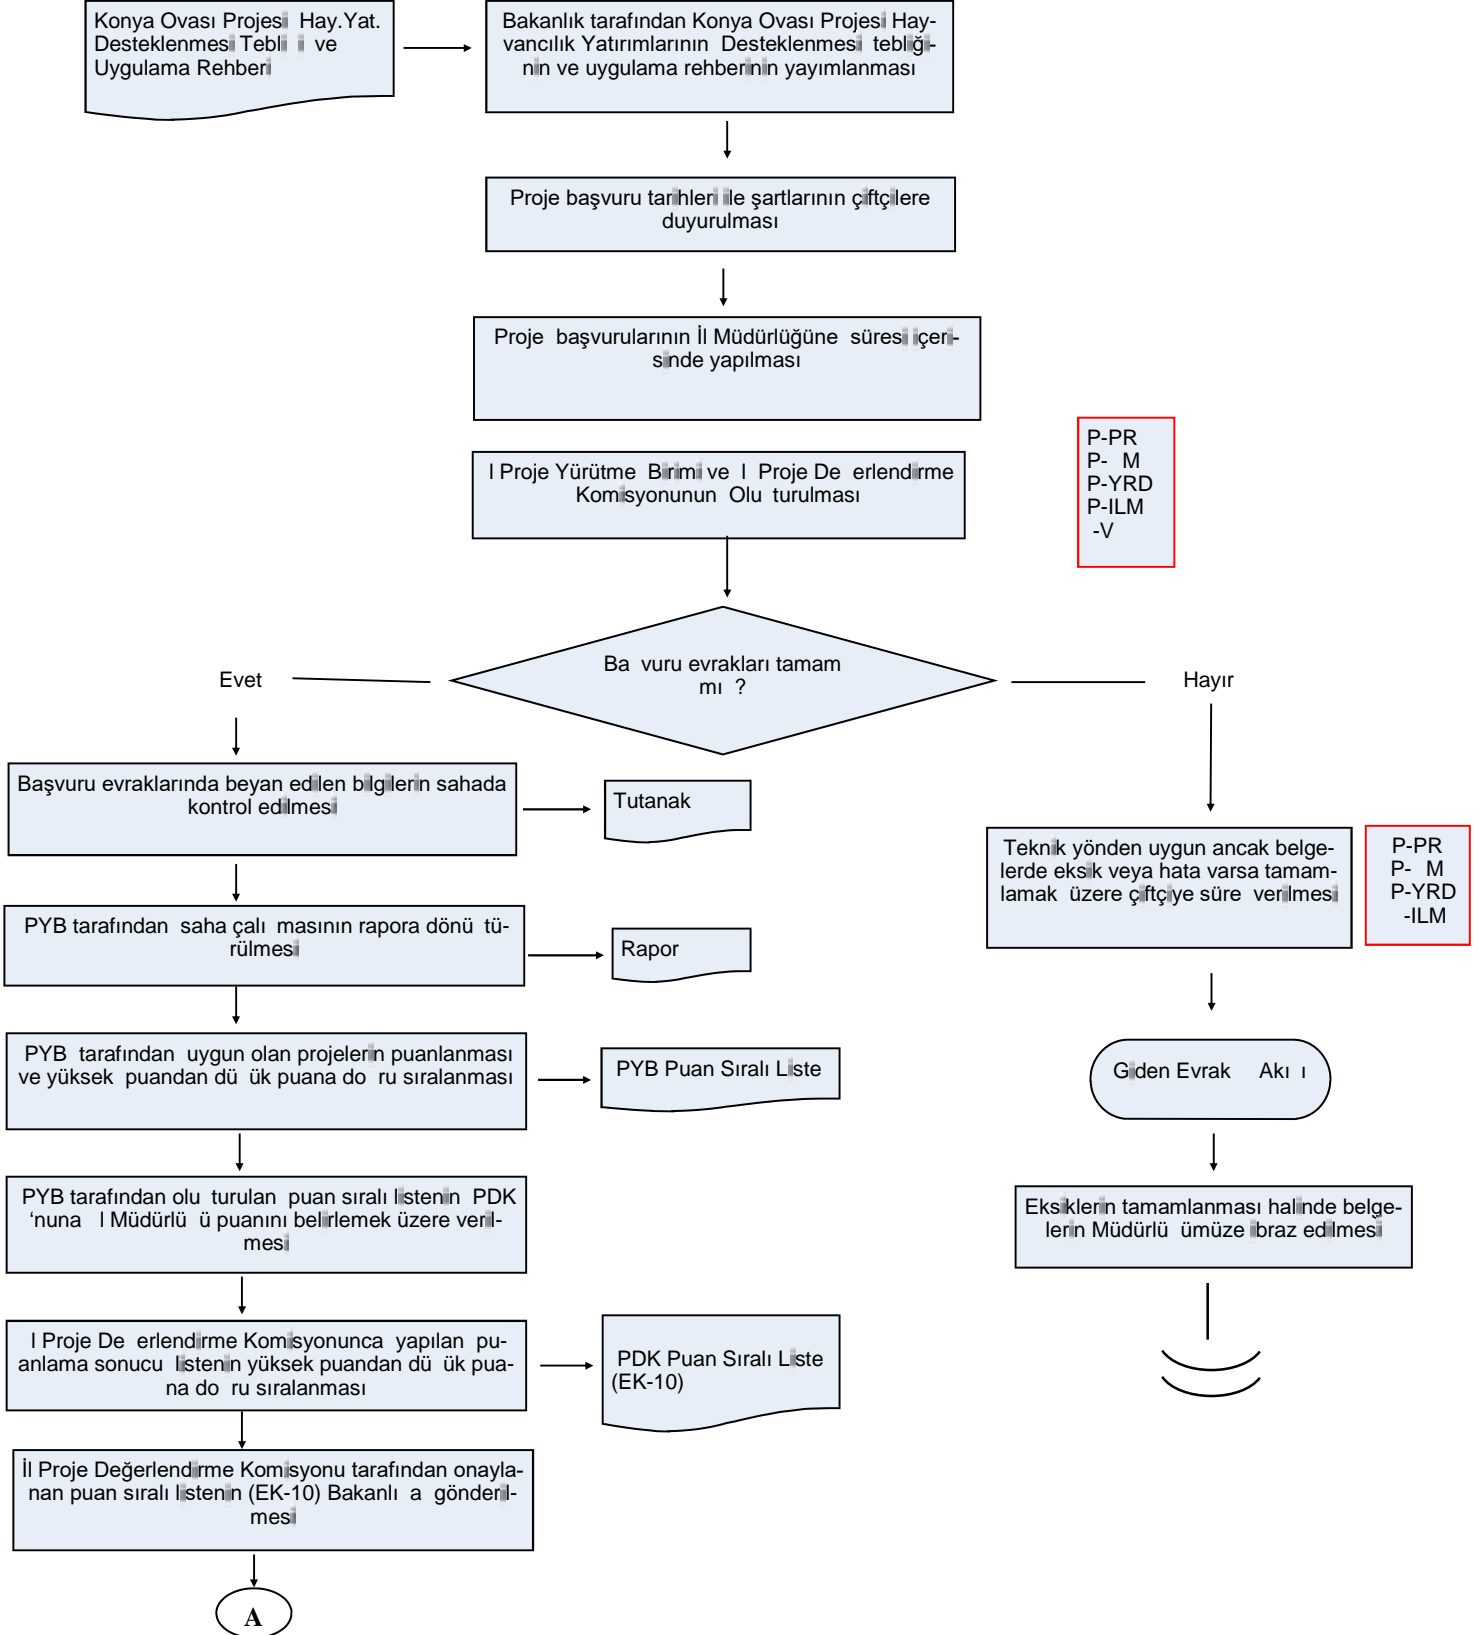 Konya Ovası Projesi Hay.Yat.
Desteklenmesi Tebli i ve
Uygulama Rehberi
Bakanlık tarafından Konya Ovası Projesi Hay-
vancılık Yatırımlarının Desteklenmesi tebliği-
nin ve uygulama rehberinin yayımlanması
Proje başvuru tarihleri ile şartlarının çiftçilere
duyurulması
Proje başvurularının İl Müdürlüğüne süresi içeri-
sinde yapılması
l Proje Yürütme Birimi ve l Proje De erlendirme
Komisyonunun Olu turulması
P-PR
P- M
P-YRD
P-ILM
-V
Ba vuru evrakları tamam
mı ?
Evet
Hayır
Başvuru evraklarında beyan edilen bilgilerin sahada
kontrol edilmesi
Tutanak
Teknik yönden uygun ancak belge-
lerde eksik veya hata varsa tamam-
lamak üzere çiftçiye süre verilmesi
P-PR
P- M
P-YRD
-ILM
PYB tarafından saha çalı masının rapora dönü tü-
rülmesi
Rapor
PYB tarafından uygun olan projelerin puanlanması
ve yüksek puandan dü ük puana do ru sıralanması
PYB Puan Sıralı Liste
Giden Evrak Akı ı
PYB tarafından olu turulan puan sıralı listenin PDK
‘nuna l Müdürlü ü puanını belirlemek üzere veril-
mesi
Eksiklerin tamamlanması halinde belge-
lerin Müdürlü ümüze ibraz edilmesi
l Proje De erlendirme Komisyonunca yapılan pu-
anlama sonucu listenin yüksek puandan dü ük pua-
na do ru sıralanması
PDK Puan Sıralı Liste
(EK-10)
İl Proje Değerlendirme Komisyonu tarafından onayla-
nan puan sıralı listenin (EK-10) Bakanlı a gönderil-
mesi
A